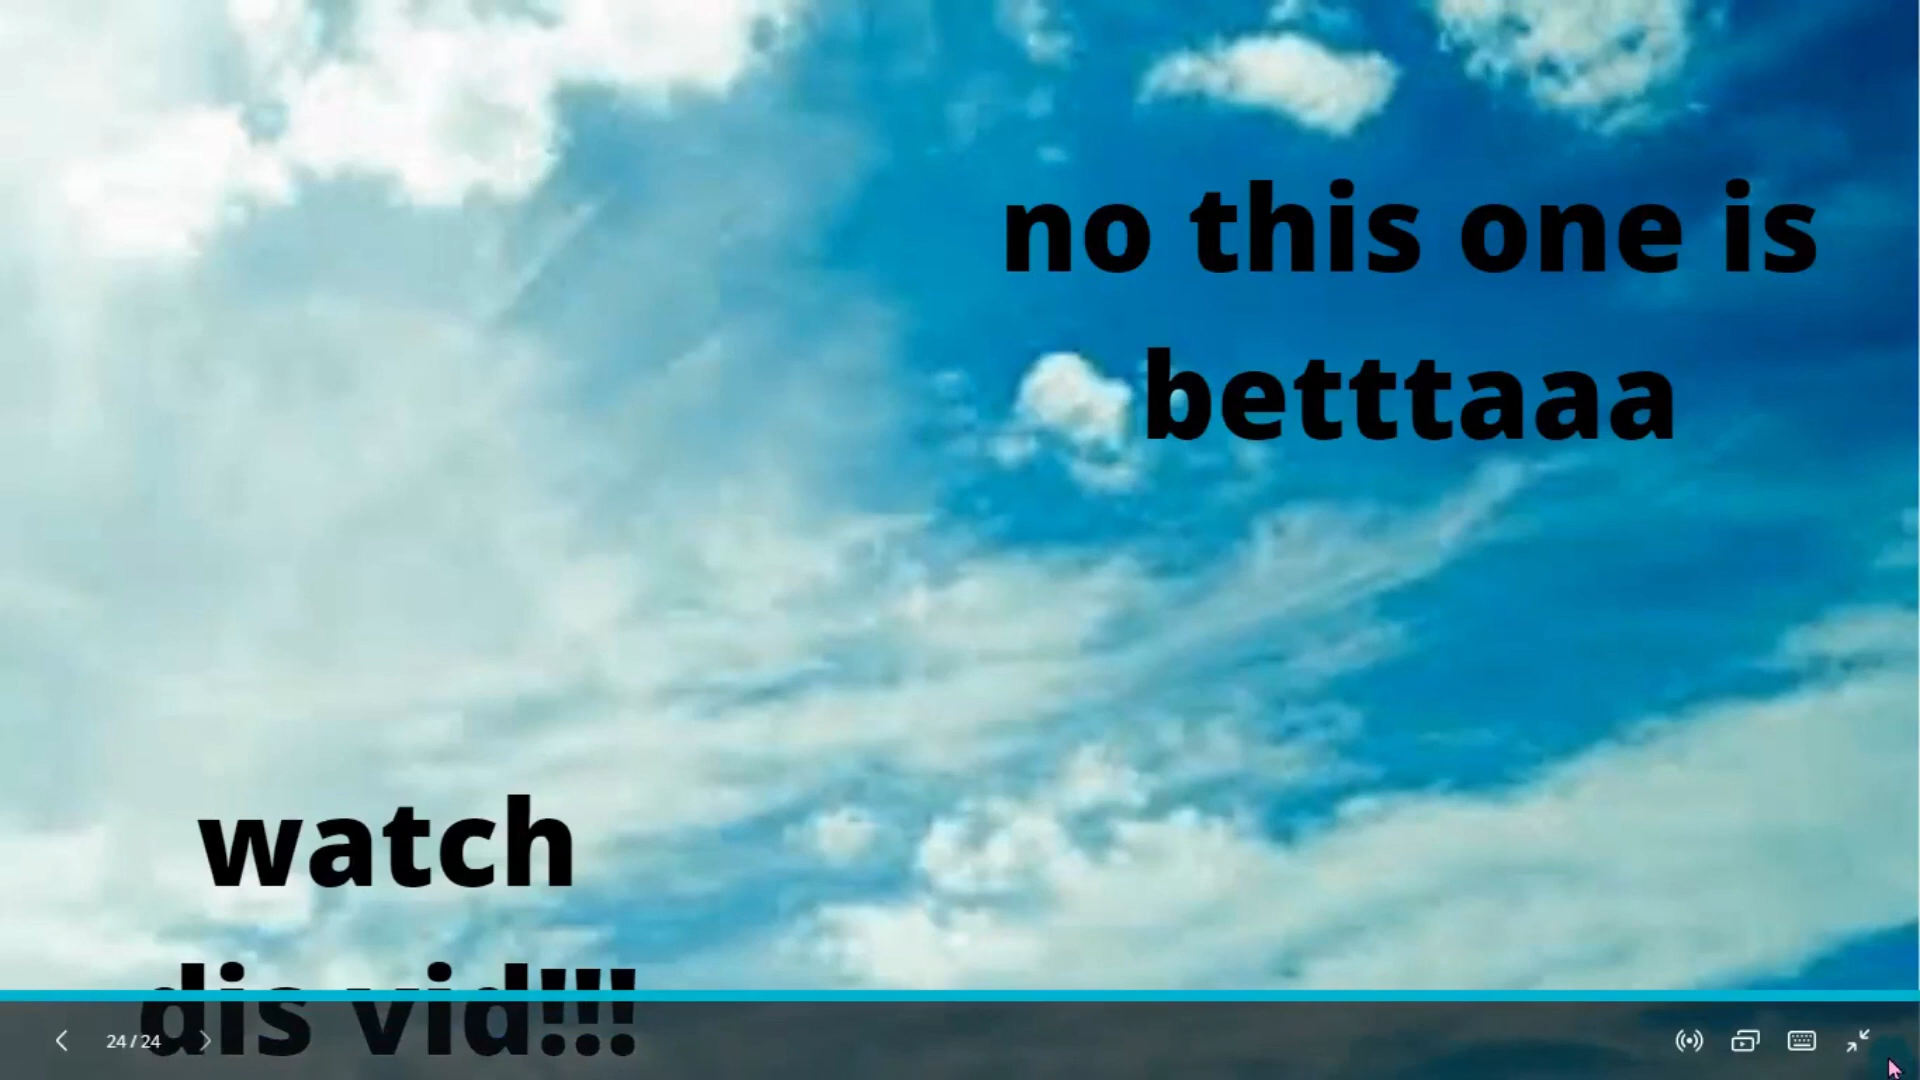 no this one is
betttaaa
watch
dis vid!!!
24 / 24